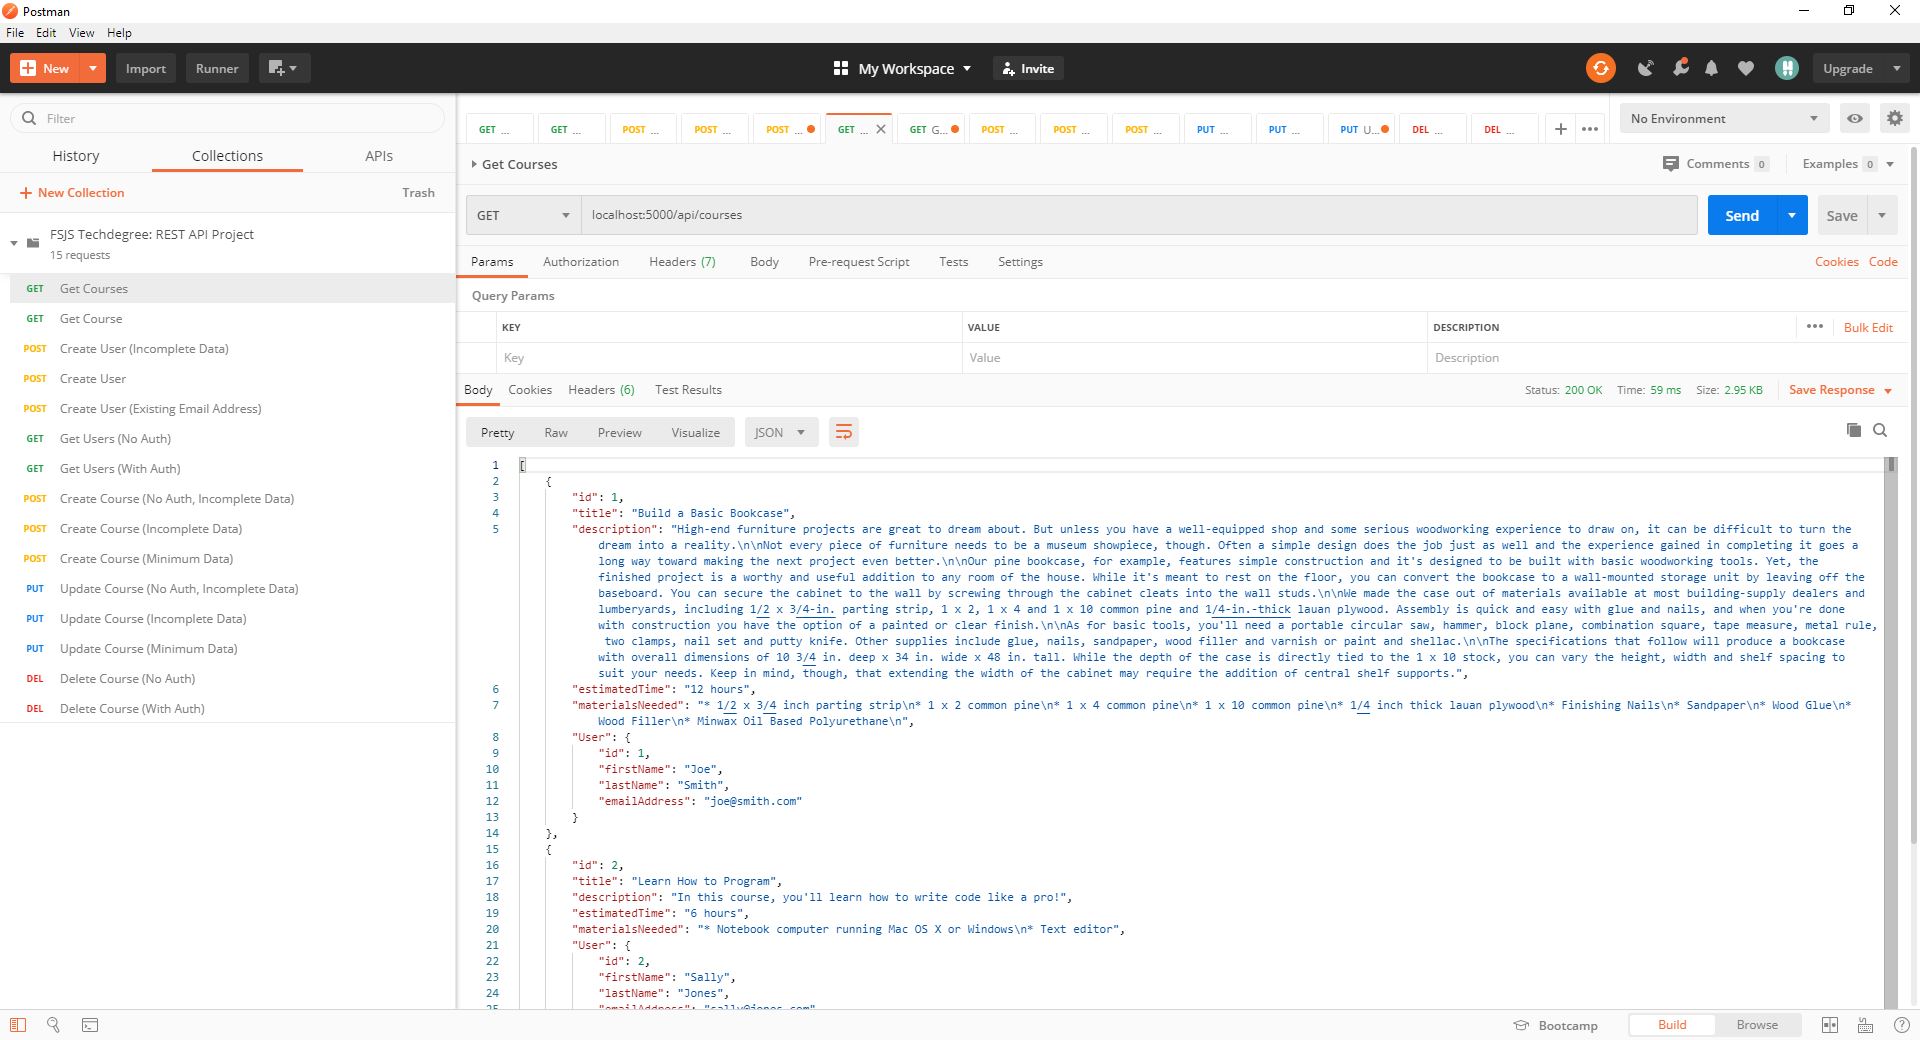 Postman
File Edit View Help
New Import Runner My Workspace Invite Upgrade
Filter
History Collections APIs
New Collection Trash
FSJS Techdegree: REST API Project
15 requests
GET Get Courses
GET Get Course
POST Create User (Incomplete Data)
POST Create User
POST Create User (Existing Email Address)
GET Get Users (No Auth)
GET Get Users (With Auth)
POST Create Course (No Auth, Incomplete Data)
POST Create Course (Incomplete Data)
POST Create Course (Minimum Data)
PUT Update Course (No Auth, Incomplete Data)
PUT Update Course (Incomplete Data)
PUT Update Course (Minimum Data)
DEL Delete Course (No Auth)
DEL Delete Course (With Auth)
GET ... GET ... POST ... POST ... POST ... GET ... GET G... POST ... POST ... POST ... PUT ... PUT ... PUT U... DEL ... DEL ... No Environment
Get Courses Comments 0 Examples 0
GET localhost:5000/api/courses Send Save
Params Authorization Headers (7) Body Pre-request Script Tests Settings Cookies Code
Query Params
KEY VALUE DESCRIPTION Bulk Edit
Key Value Description
Body Cookies Headers (6) Test Results Status: 200 OK Time: 59 ms Size: 2.95 KB Save Response
Pretty Raw Preview Visualize JSON
1 [
2 {
3 "id": 1,
4 "title": "Build a Basic Bookcase",
5 "description": "High-end furniture projects are great to dream about. But unless you have a well-equipped shop and some serious woodworking experience to draw on, it can be difficult to turn the
dream into a reality.\n\nNot every piece of furniture needs to be a museum showpiece, though. Often a simple design does the job just as well and the experience gained in completing it goes a
long way toward making the next project even better.\n\nOur pine bookcase, for example, features simple construction and it's designed to be built with basic woodworking tools. Yet, the
finished project is a worthy and useful addition to any room of the house. While it's meant to rest on the floor, you can convert the bookcase to a wall-mounted storage unit by leaving off the
baseboard. You can secure the cabinet to the wall by screwing through the cabinet cleats into the wall studs.\n\nWe made the case out of materials available at most building-supply dealers and
lumberyards, including 1/2 x 3/4-in. parting strip, 1 x 2, 1 x 4 and 1 x 10 common pine and 1/4-in.-thick lauan plywood. Assembly is quick and easy with glue and nails, and when you're done
with construction you have the option of a painted or clear finish.\n\nAs for basic tools, you'll need a portable circular saw, hammer, block plane, combination square, tape measure, metal rule,
two clamps, nail set and putty knife. Other supplies include glue, nails, sandpaper, wood filler and varnish or paint and shellac.\n\nThe specifications that follow will produce a bookcase
with overall dimensions of 10 3/4 in. deep x 34 in. wide x 48 in. tall. While the depth of the case is directly tied to the 1 x 10 stock, you can vary the height, width and shelf spacing to
suit your needs. Keep in mind, though, that extending the width of the cabinet may require the addition of central shelf supports.",
6 "estimatedTime": "12 hours",
7 "materialsNeeded": "* 1/2 x 3/4 inch parting strip\n* 1 x 2 common pine\n* 1 x 4 common pine\n* 1 x 10 common pine\n* 1/4 inch thick lauan plywood\n* Finishing Nails\n* Sandpaper\n* Wood Glue\n*
Wood Filler\n* Minwax Oil Based Polyurethane\n",
8 "User": {
9 "id": 1,
10 "firstName": "Joe",
11 "lastName": "Smith",
12 "emailAddress": "joe@smith.com"
13 }
14 },
15 {
16 "id": 2,
17 "title": "Learn How to Program",
18 "description": "In this course, you'll learn how to write code like a pro!",
19 "estimatedTime": "6 hours",
20 "materialsNeeded": "* Notebook computer running Mac OS X or Windows\n* Text editor",
21 "User": {
22 "id": 2,
23 "firstName": "Sally",
24 "lastName": "Jones",
25 "emailAddress": "sally@jones.com"
Bootcamp Build Browse